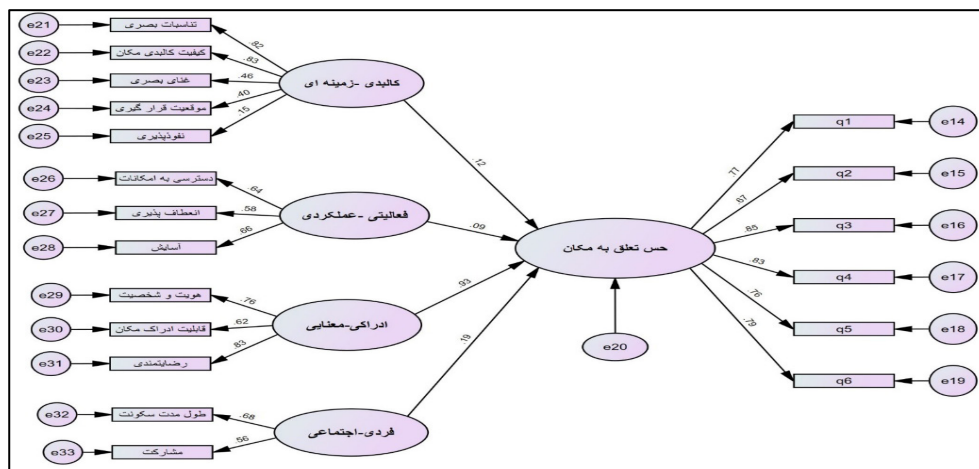 e21
تناسبات بصری
.82
e22
کیفیت کالبدی مکان
.83
e23
غنای بصری
.46
e24
موقعیت قرار گیری
.40
e25
نفوذپذیری
.15
کالبدی -زمینه ای
.12
e26
دسترسی به امکانات
.64
e27
انعطاف پذیری
.58
e28
آسایش
.66
فعالیتی -عملکردی
.09
e29
هویت و شخصیت
.76
e30
قابلیت ادراک مکان
.62
e31
رضایتمندی
.83
ادراکی-معنایی
.93
e32
طول مدت سکونت
.68
e33
مشارکت
.56
فردی-اجتماعی
.19
حس تعلق به مکان
e20
.77
q1
e14
.67
q2
e15
.85
q3
e16
.83
q4
e17
.76
q5
e18
.79
q6
e19